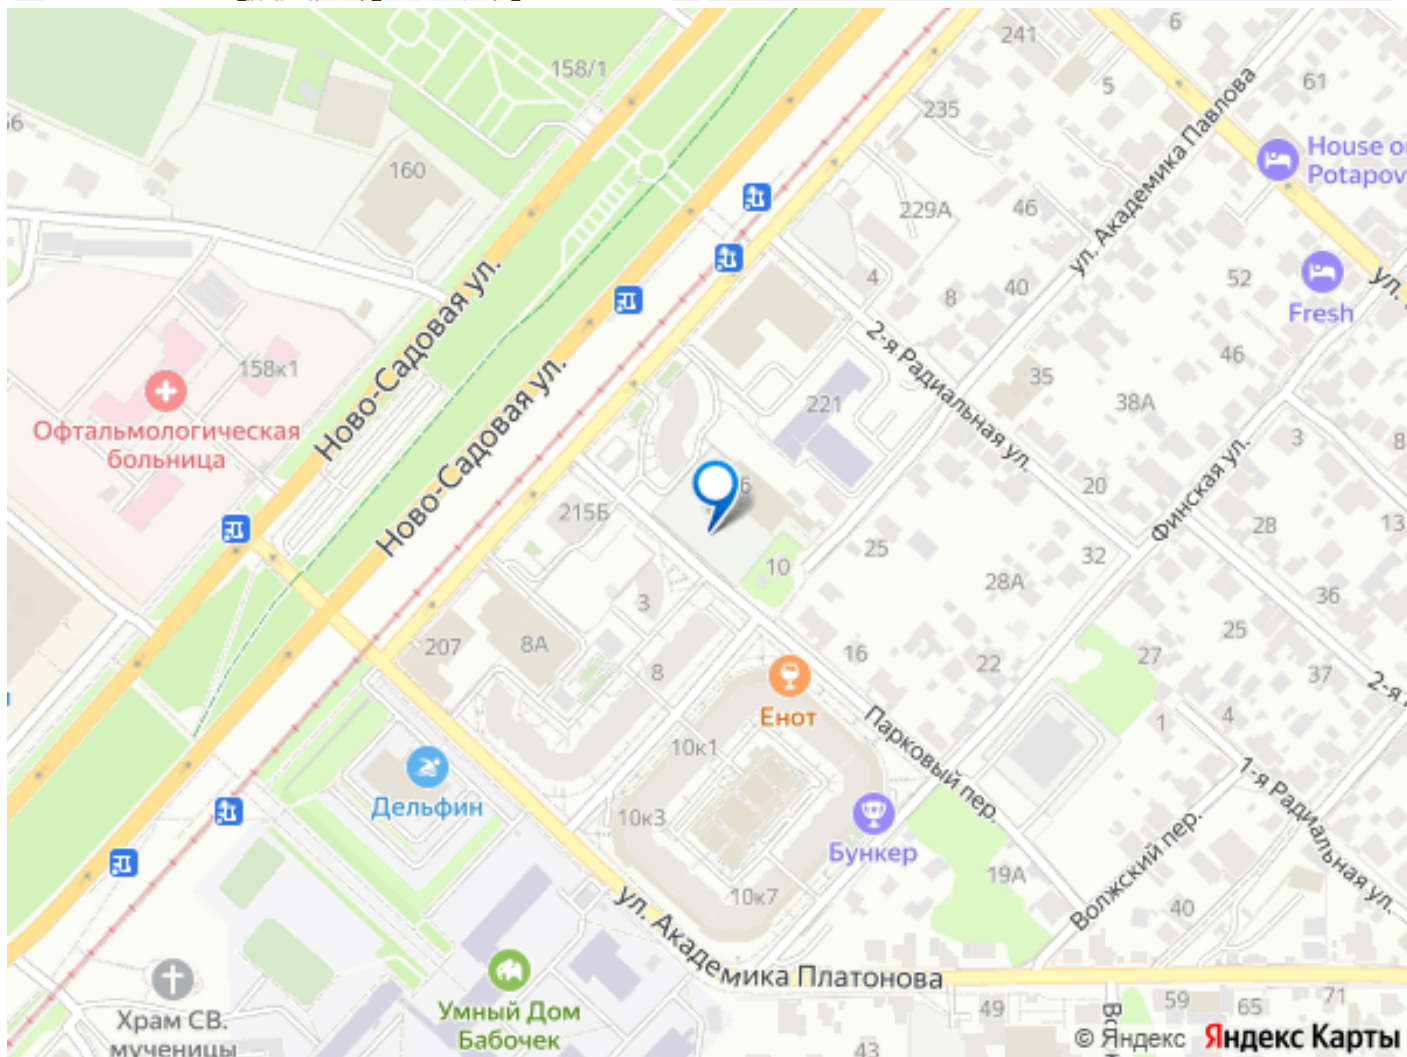 241
6
158/1
5
61
235
ул. Академика Павлова
House
Potapov
160
229А
46
4
8
40
52
ул.
Fresh
Ново-Садовая ул.
2-я Радиальная ул.
46
158к1
35
38А
221
Офтальмологическая
больница
Ново-Садовая ул.
3
8
6
20
Финская ул.
215Б
28
13
25
32
10
28А
3
36
207
8А
25
16
22
27
37
8
2-я
Енот
Парковый пер.
1
4
10к1
1-я Радиальная ул.
Дельфин
10к3
Бункер
Волжский пер.
19А
10к7
40
ул. Академика Платонова
Умный Дом
Бабочек
Храм СВ.
мученицы
49
59
65
71
43
© Яндекс Яндекс Карты